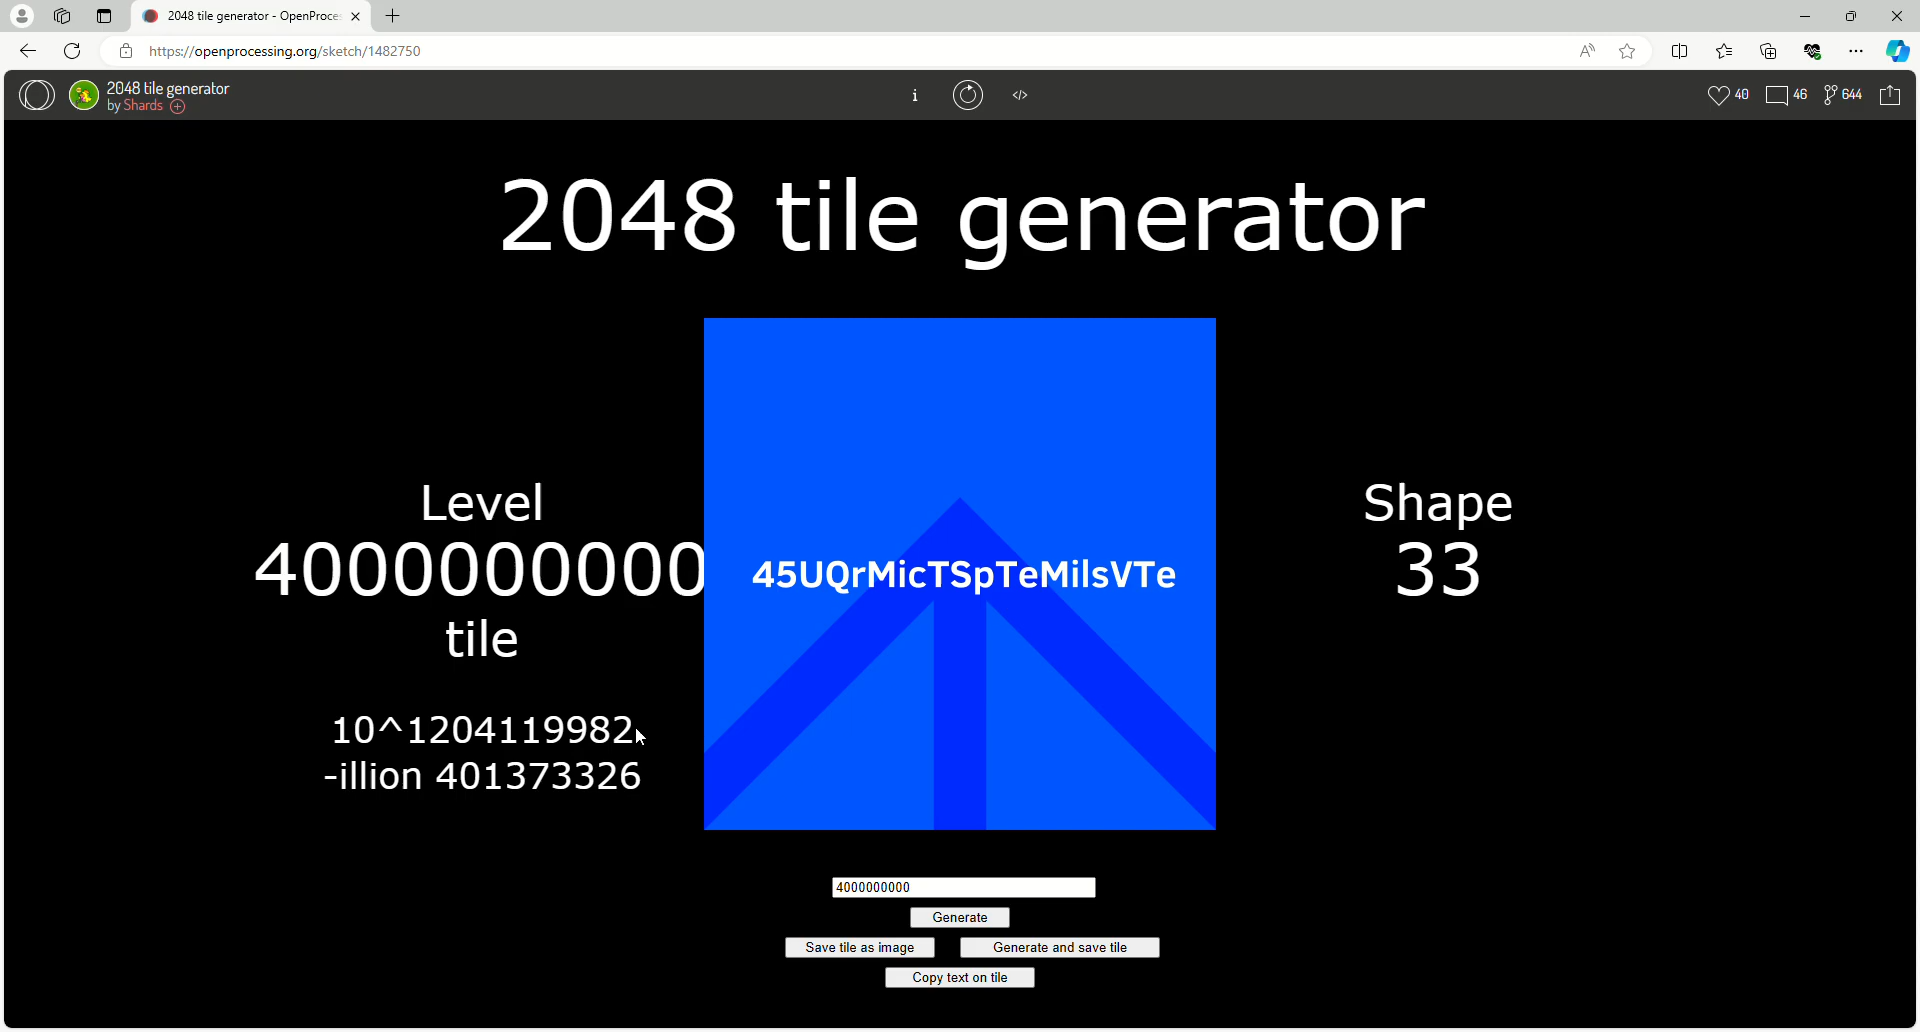 2048 tile generator - OpenProces
https://openprocessing.org/sketch/1482750
2048 tile generator
by Shards
i
</>
40
46
644
2048 tile generator
Level
4000000000
tile
10^1204119982
-illion 401373326
45UQrMicTSpTeMilsVTe
Shape
33
4000000000
Generate
Save tile as image
Generate and save tile
Copy text on tile